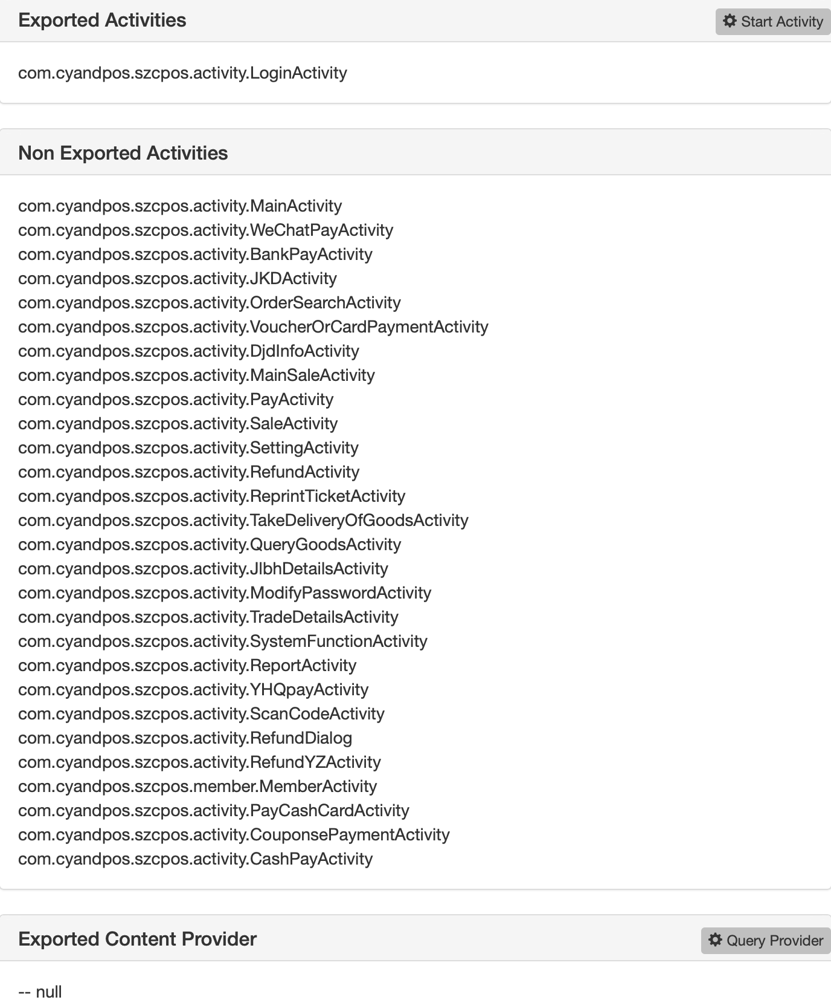 Exported Activities
Start Activity
com.cyandpos.szcpos.activity.LoginActivity
Non Exported Activities
com.cyandpos.szcpos.activity.MainActivity
com.cyandpos.szcpos.activity.WeChatPayActivity
com.cyandpos.szcpos.activity.BankPayActivity
com.cyandpos.szcpos.activity.JKDActivity
com.cyandpos.szcpos.activity.OrderSearchActivity
com.cyandpos.szcpos.activity.VoucherOrCardPaymentActivity
com.cyandpos.szcpos.activity.DjdInfoActivity
com.cyandpos.szcpos.activity.MainSaleActivity
com.cyandpos.szcpos.activity.PayActivity
com.cyandpos.szcpos.activity.SaleActivity
com.cyandpos.szcpos.activity.SettingActivity
com.cyandpos.szcpos.activity.RefundActivity
com.cyandpos.szcpos.activity.ReprintTicketActivity
com.cyandpos.szcpos.activity.TakeDeliveryOfGoodsActivity
com.cyandpos.szcpos.activity.QueryGoodsActivity
com.cyandpos.szcpos.activity.JlbhDetailsActivity
com.cyandpos.szcpos.activity.ModifyPasswordActivity
com.cyandpos.szcpos.activity.TradeDetailsActivity
com.cyandpos.szcpos.activity.SystemFunctionActivity
com.cyandpos.szcpos.activity.ReportActivity
com.cyandpos.szcpos.activity.YHQpayActivity
com.cyandpos.szcpos.activity.ScanCodeActivity
com.cyandpos.szcpos.activity.RefundDialog
com.cyandpos.szcpos.activity.RefundYZActivity
com.cyandpos.szcpos.member.MemberActivity
com.cyandpos.szcpos.activity.PayCashCardActivity
com.cyandpos.szcpos.activity.CouponsePaymentActivity
com.cyandpos.szcpos.activity.CashPayActivity
Exported Content Provider
Query Provider
-- null